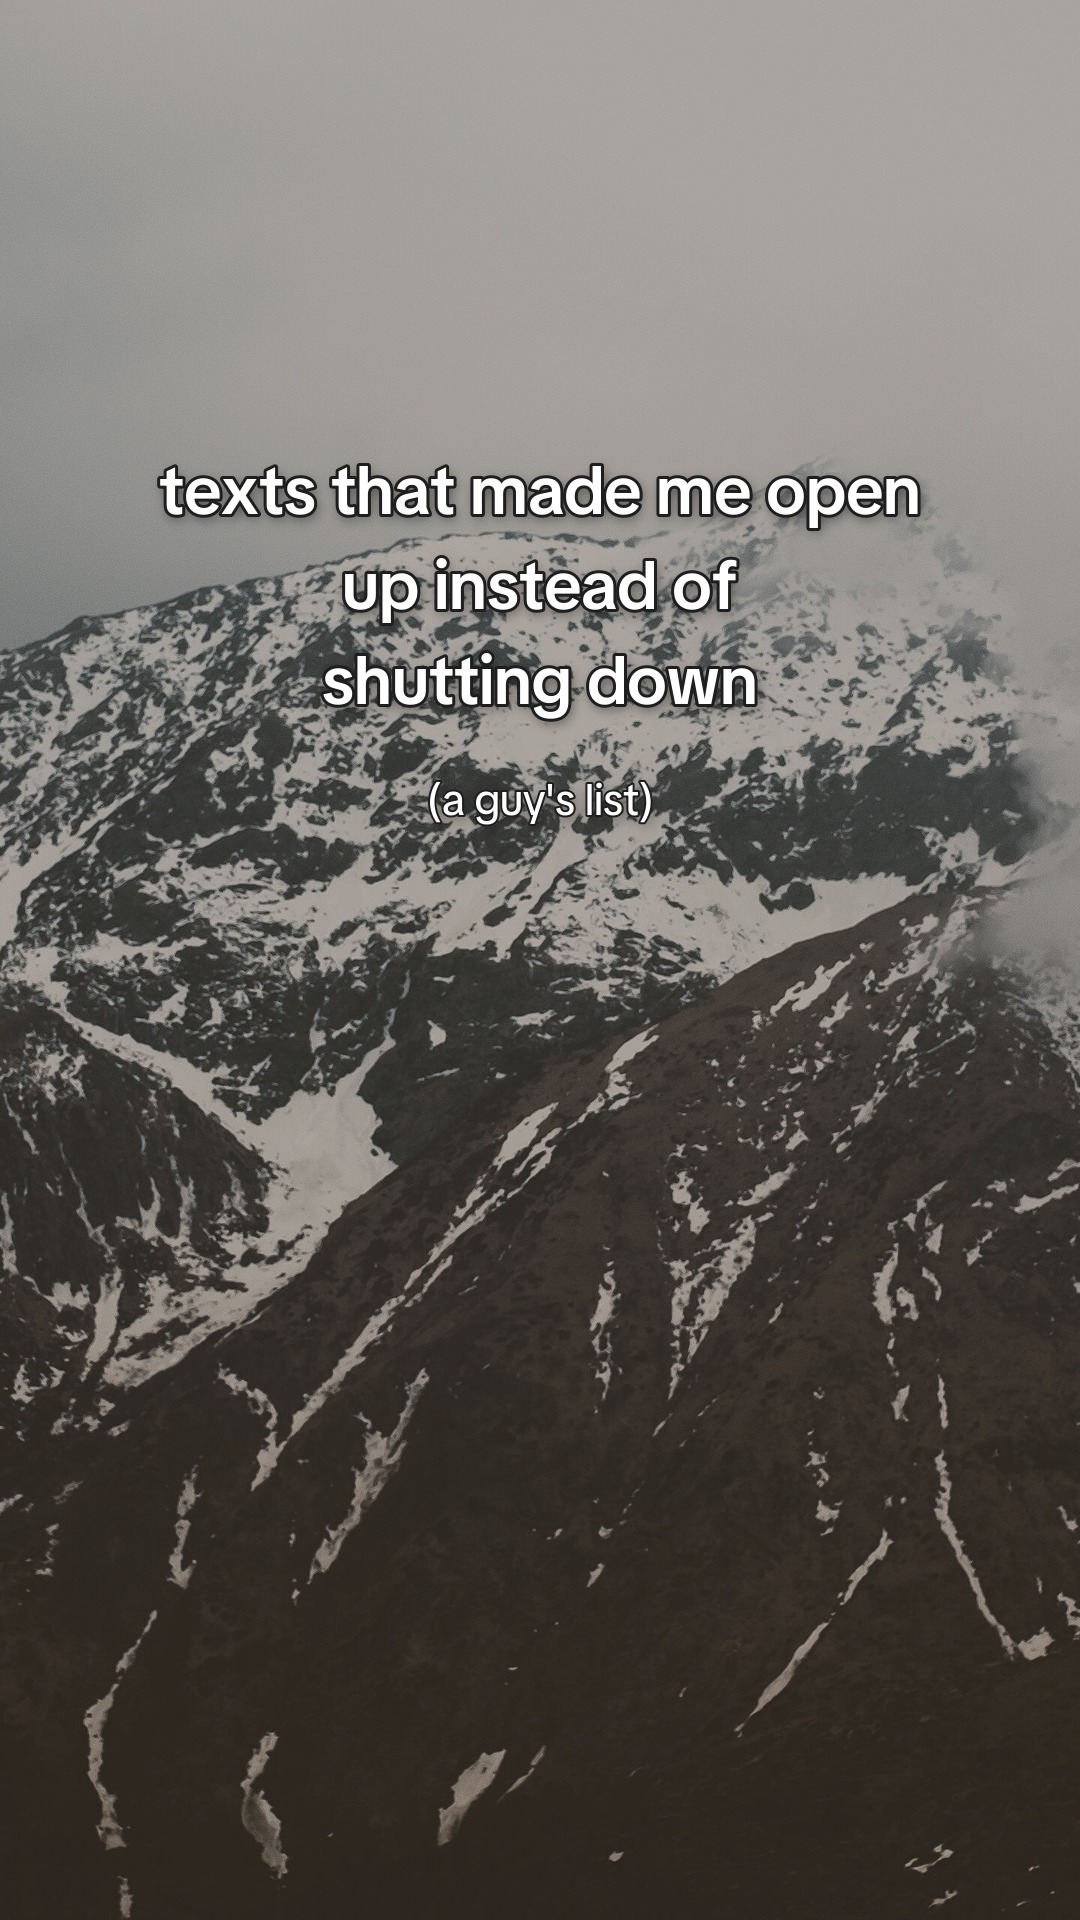 texts that made me open
up instead of
shutting down
(a guy's list)